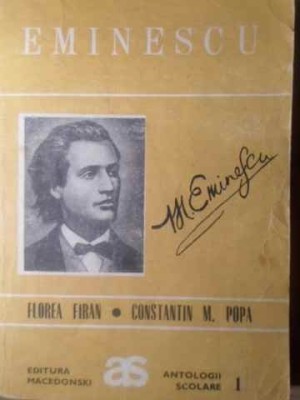 EMINESCU
M. Eminescu
FLOREA FIRAN • CONSTANTIN M. POPA
EDITURA
MACEDONSKI
as
ANTOLOGII
ȘCOLARE 1